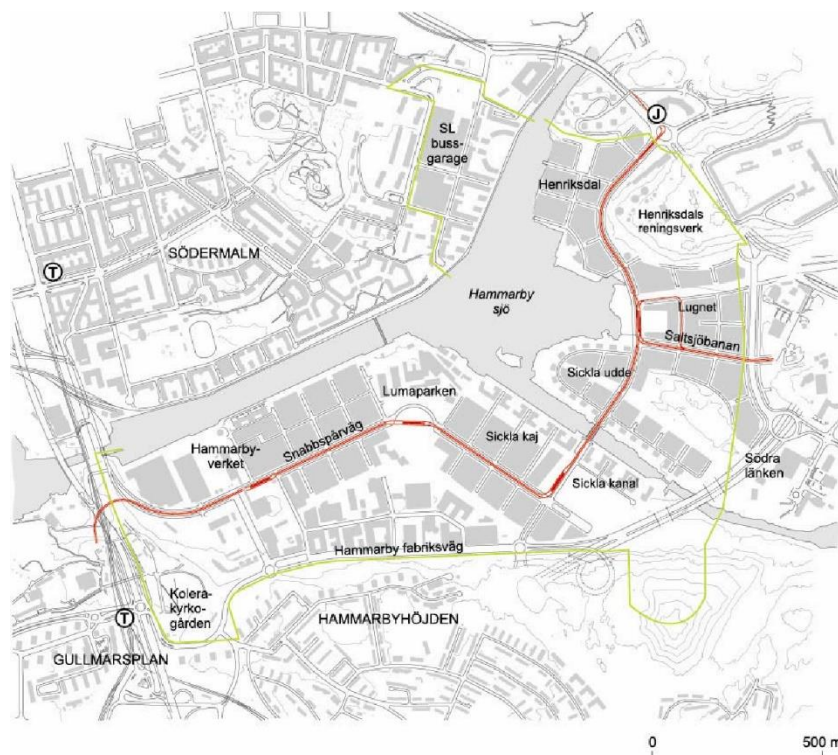 J
SL
buss-
garage
Henriksdal
Henriksdals
reningsverk
SÖDERMALM
T
Hammarby
sjö
Lugnet
Saltsjöbanan
Sickla udde
Lumaparken
Sickla kaj
Hammarby-
verket
Snabbspårväg
Södra
länken
Sickla kanal
Hammarby fabriksväg
Kolera-
kyrko-
gården
T
HAMMARBYHÖJDEN
GULLMARSPLAN
0 500 m